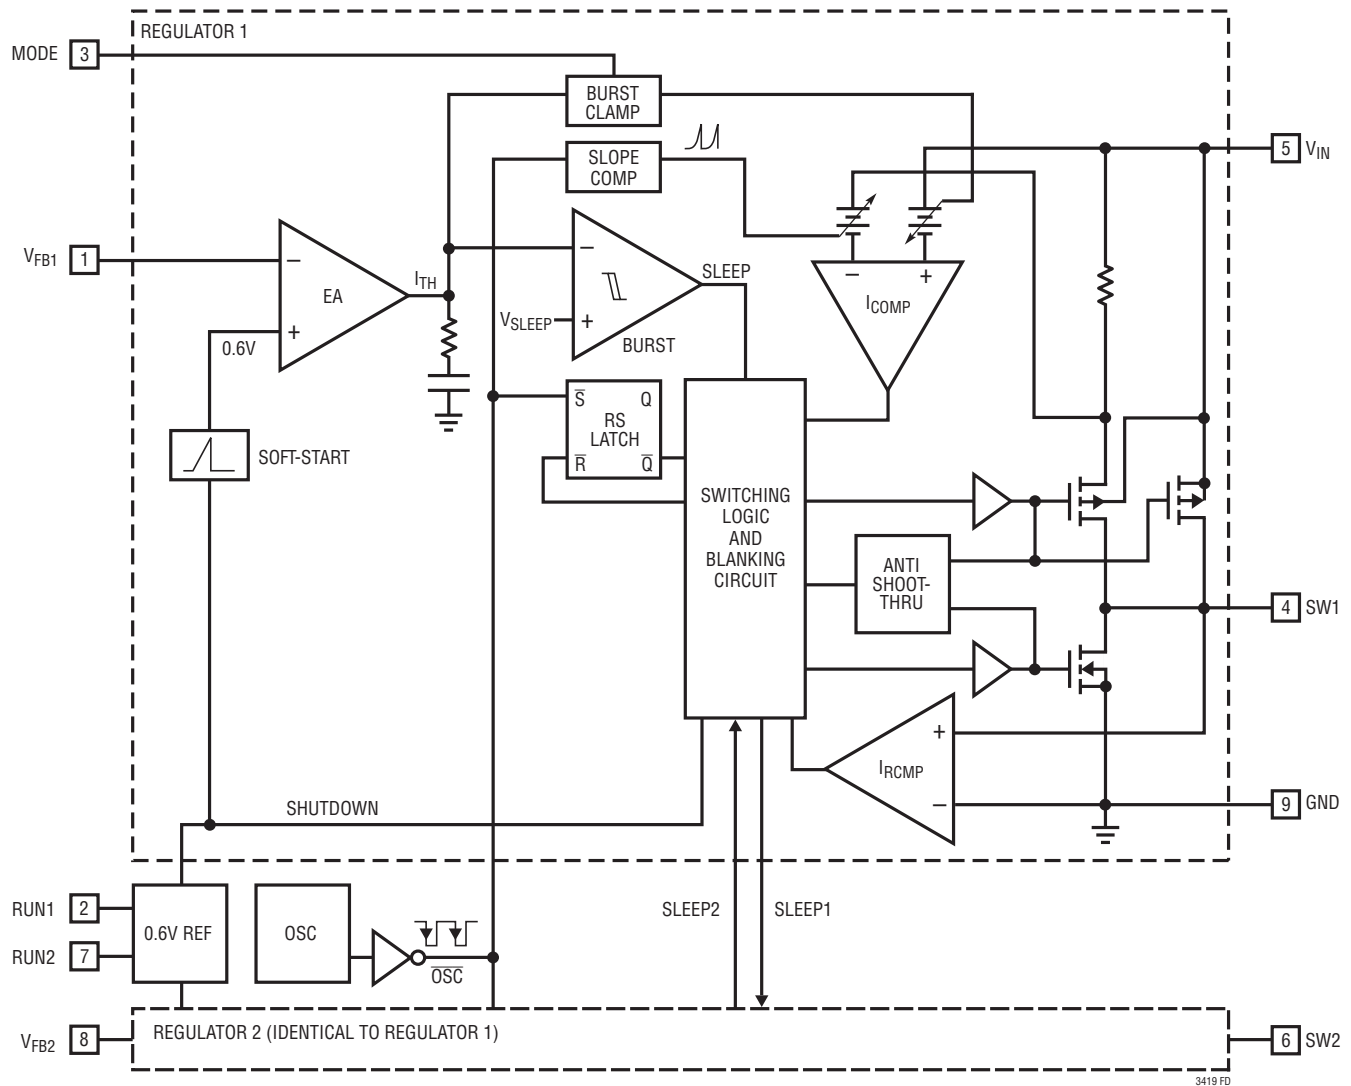 REGULATOR 1
MODE 3
BURST
CLAMP
SLOPE
COMP
5 VIN
VFB1 1
−
EA
+
0.6V
ITH
−
VSLEEP
+
BURST
SLEEP
−
+
ICOMP
S̅ Q
RS
LATCH
R̅ Q̅
SOFT-START
SWITCHING
LOGIC
AND
BLANKING
CIRCUIT
ANTI
SHOOT-
THRU
4 SW1
+
IRCMP
−
9 GND
SHUTDOWN
RUN1 2
RUN2 7
0.6V REF
OSC
O̅S̅C̅
SLEEP2
SLEEP1
VFB2 8
REGULATOR 2 (IDENTICAL TO REGULATOR 1)
6 SW2
3419 FD